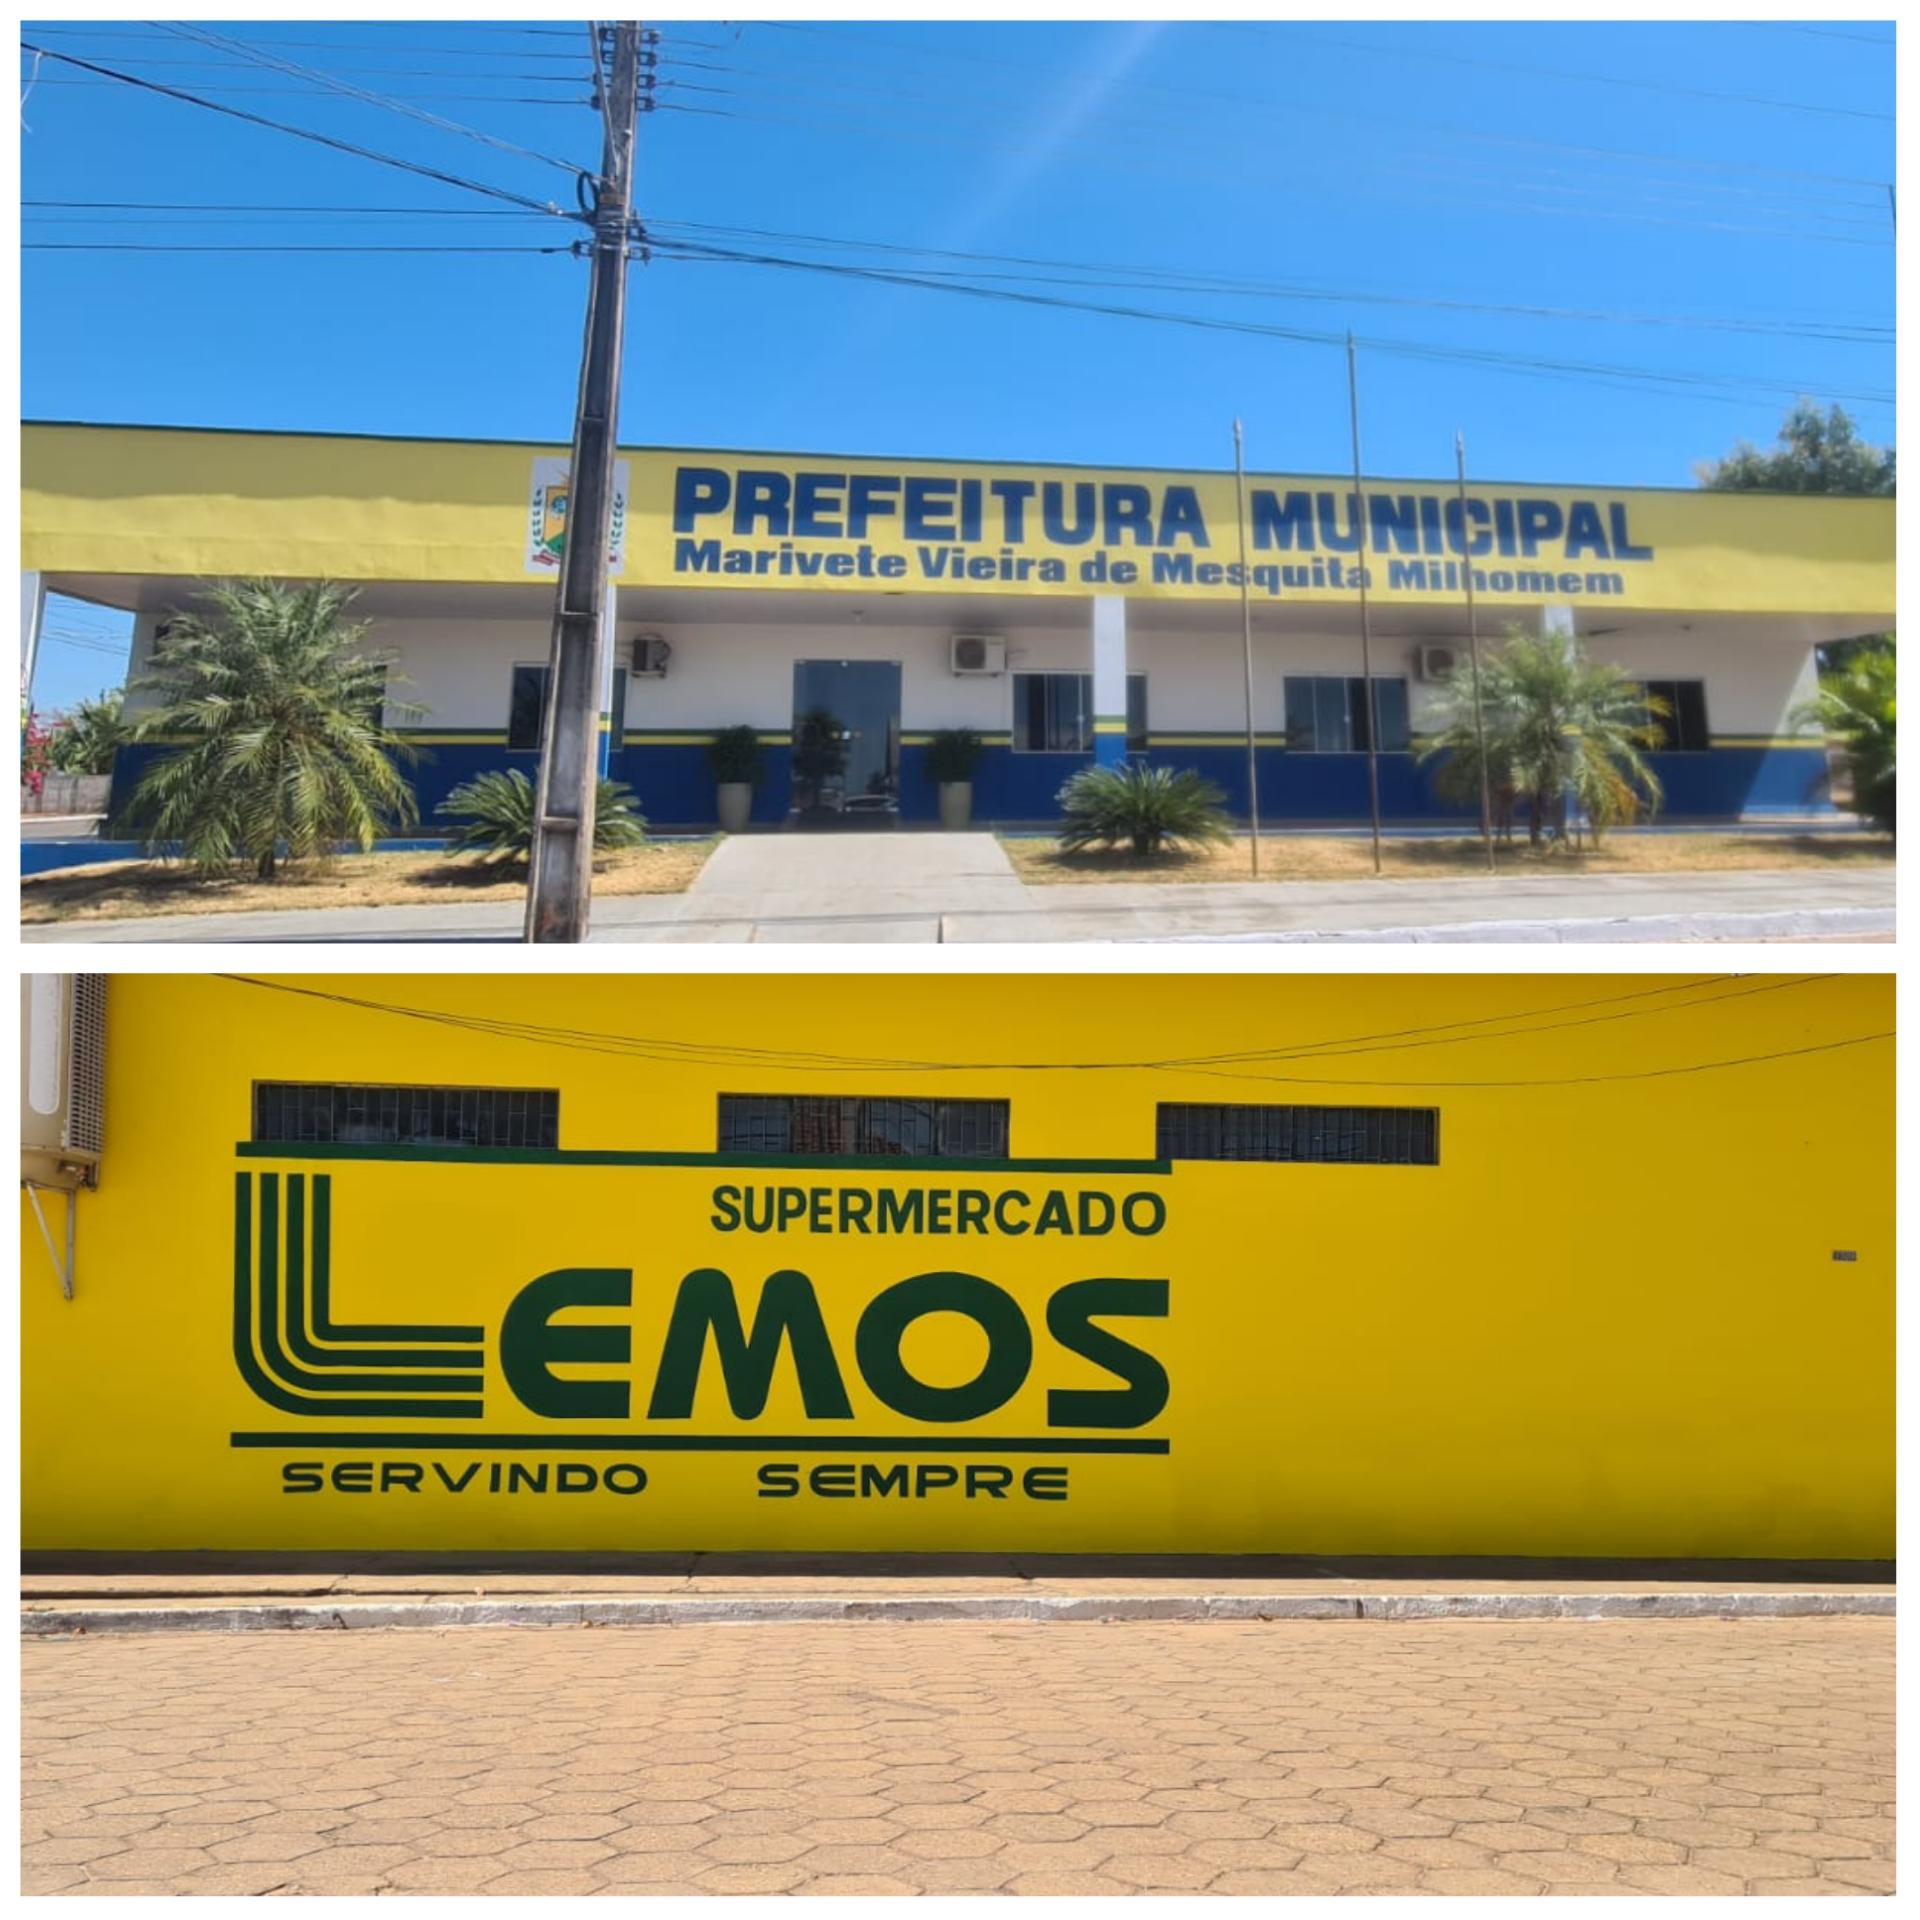 PREFEITURA MUNICIPAL
Marivete Vieira de Mesquita Milhomem
SUPERMERCADO
LEMOS
SERVINDO SEMPRE